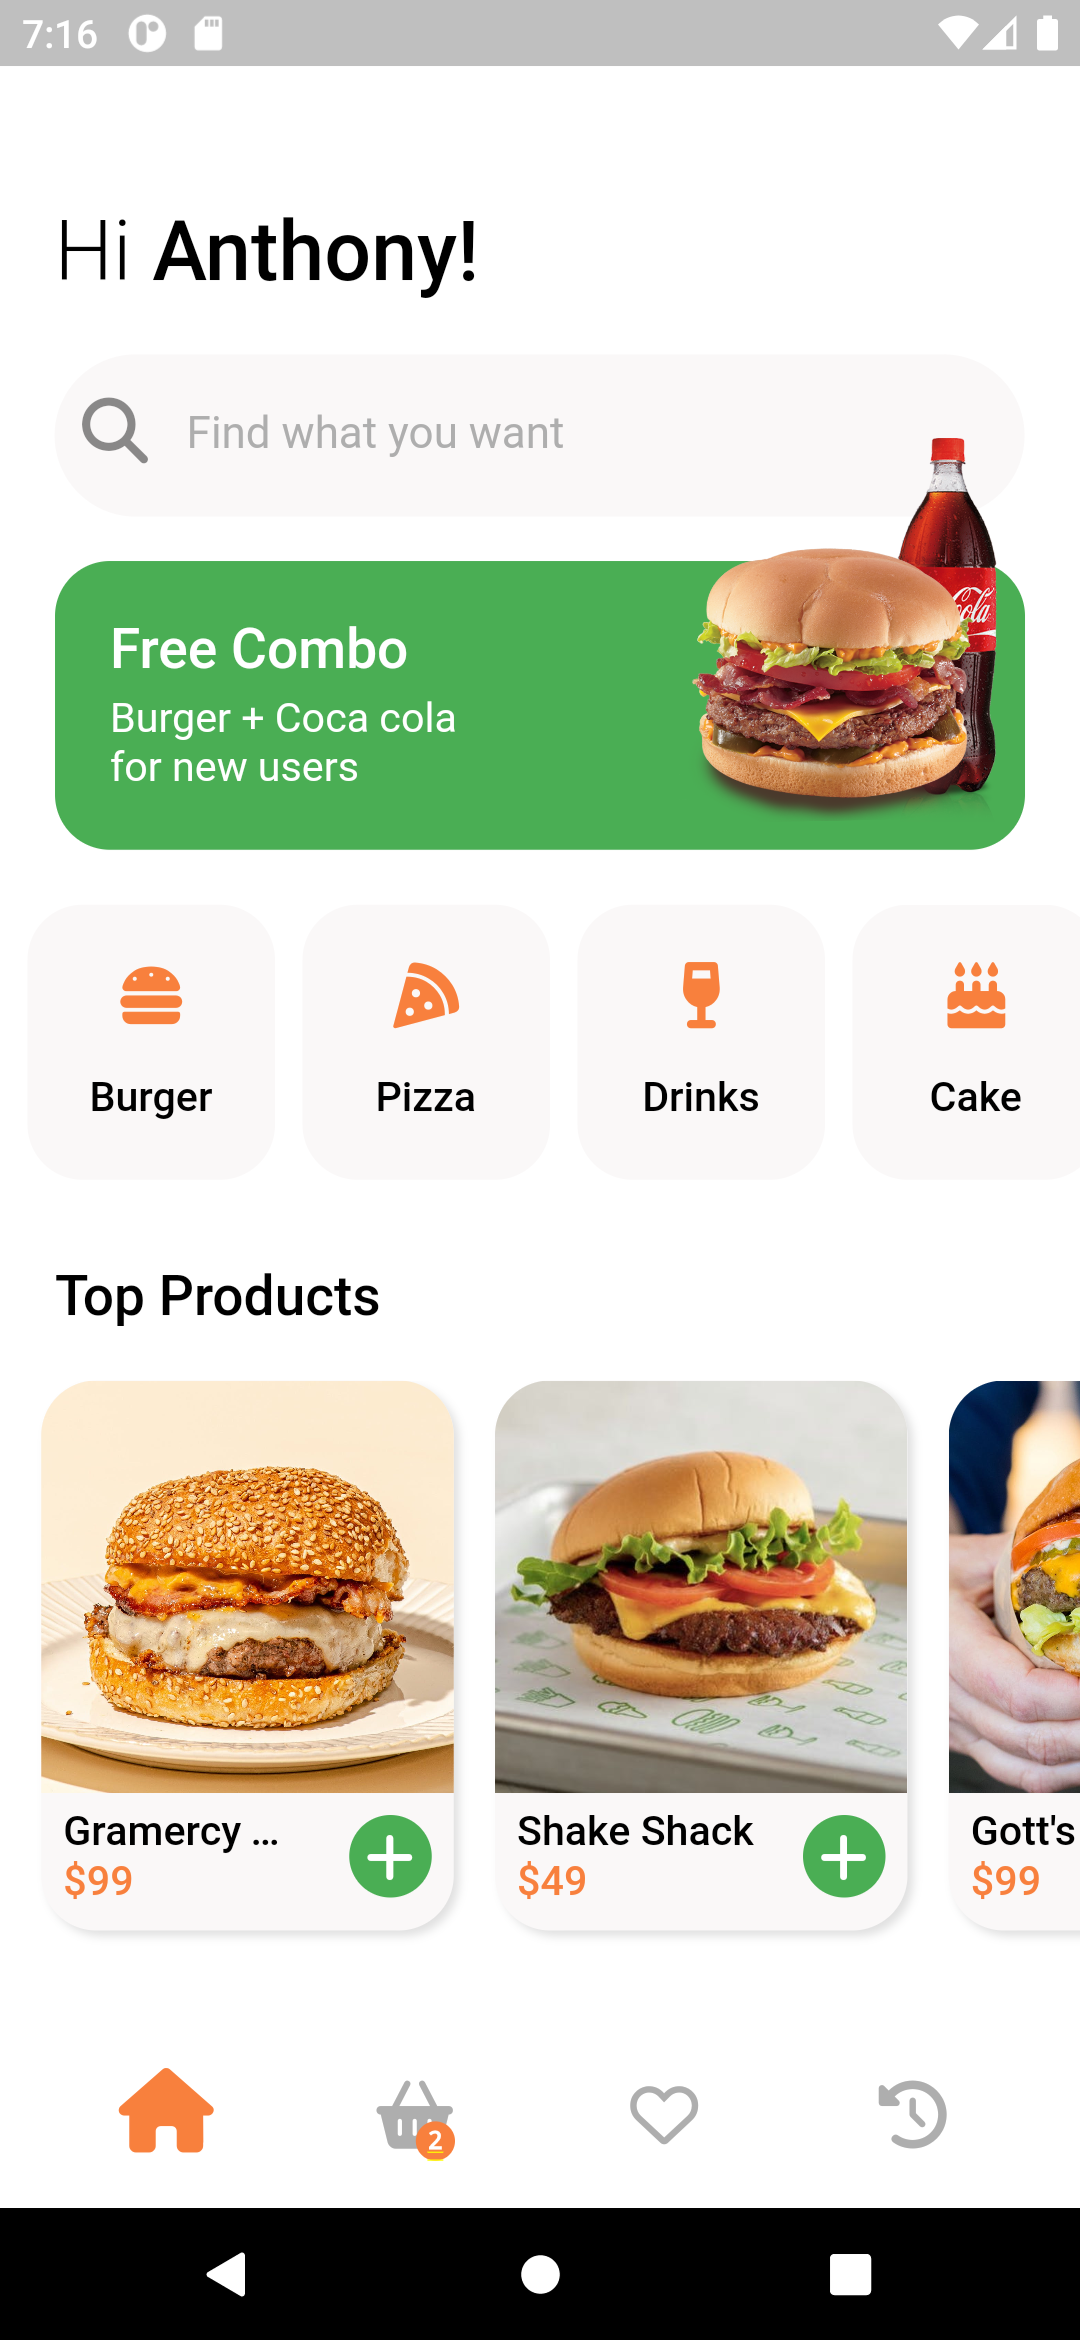 7:16
Hi Anthony!
Find what you want
Free Combo
Burger + Coca cola
for new users
Cola
Burger
Pizza
Drinks
Cake
Top Products
Gramercy ...
$99
Shake Shack
$49
Gott's
$99
2